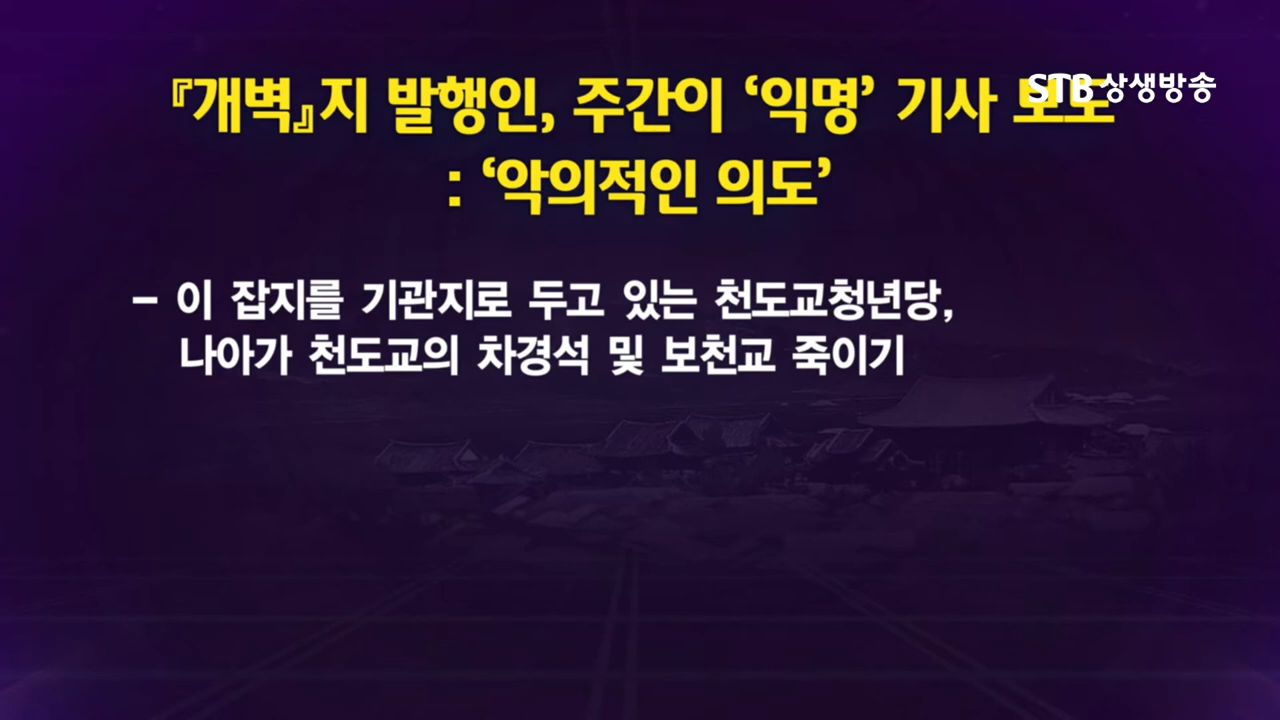 『개벽』지 발행인, 주간이 ‘익명’ 기사 보도
STB 상생방송
: ‘악의적인 의도’
– 이 잡지를 기관지로 두고 있는 천도교청년당,
나아가 천도교의 차경석 및 보천교 죽이기